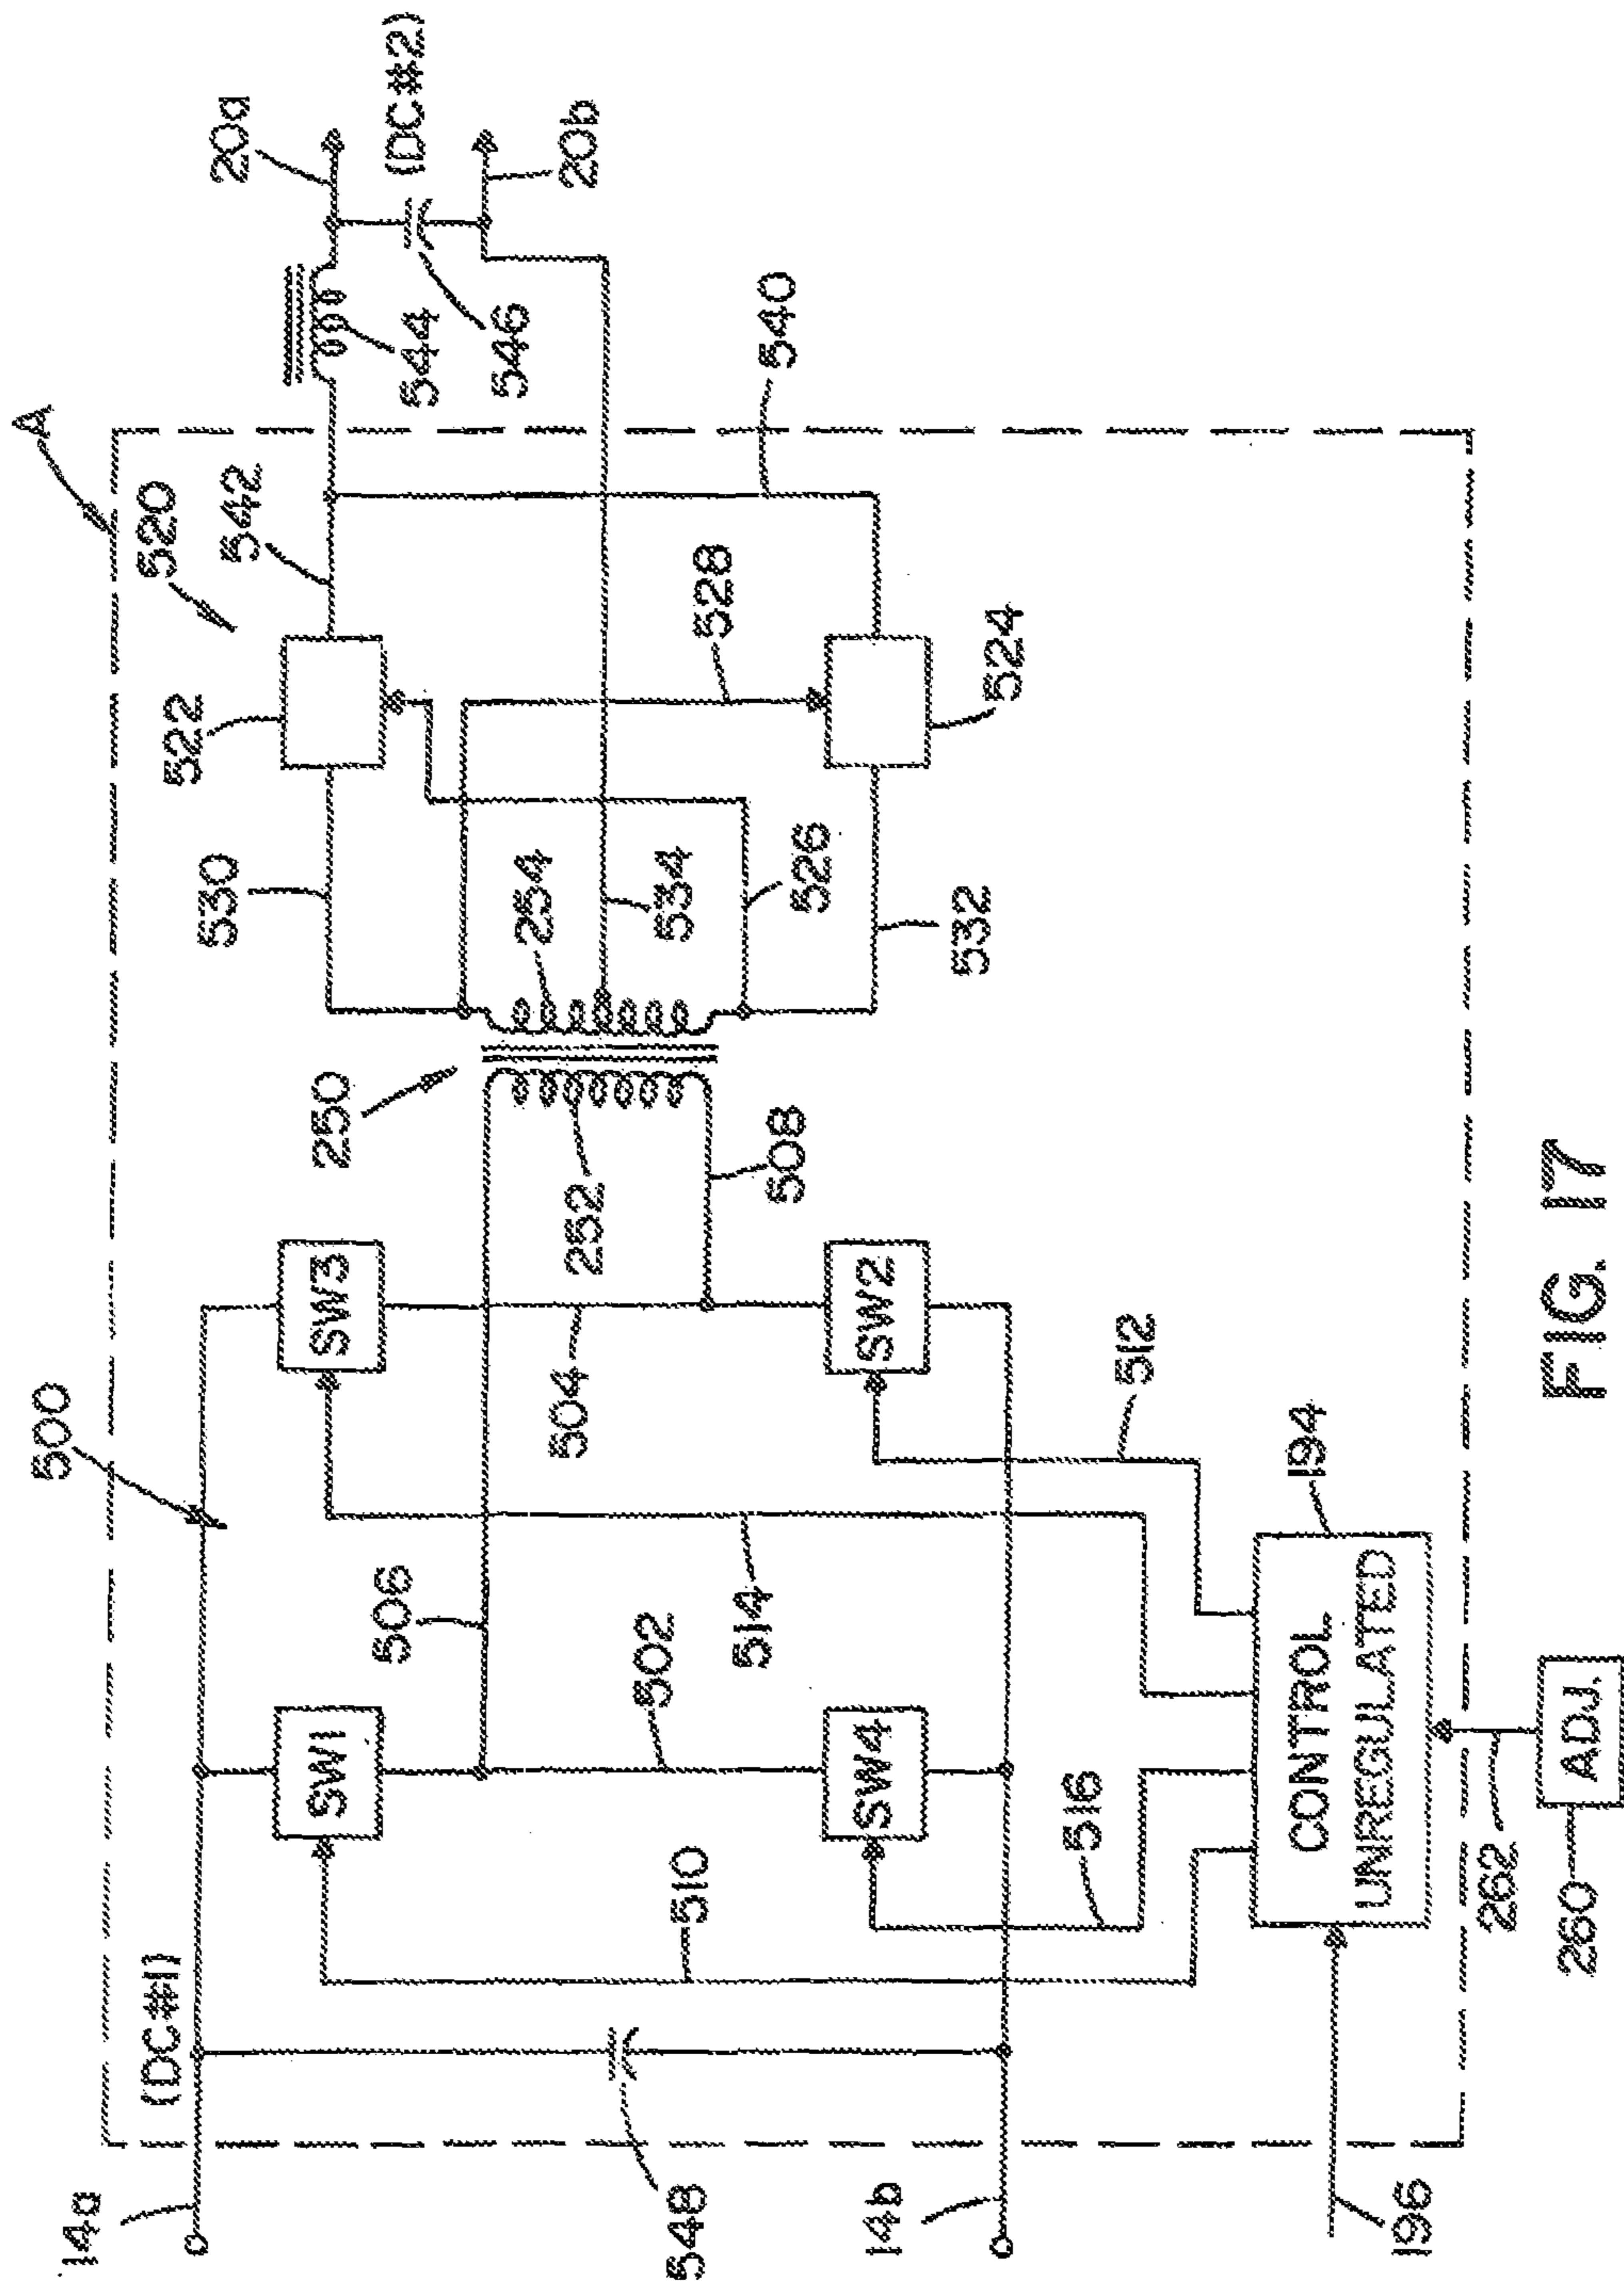 A
500
520
522
542
20a
14a
(DC#1)
SW1
SW3
530
544
(DC#2)
250
20b
546
506
254
528
540
548
510
502
504
252
534
508
526
514
14b
SW4
SW2
532
524
516
512
194
196
CONTROL
UNREGULATED
262
260
ADJ.
FIG. 17